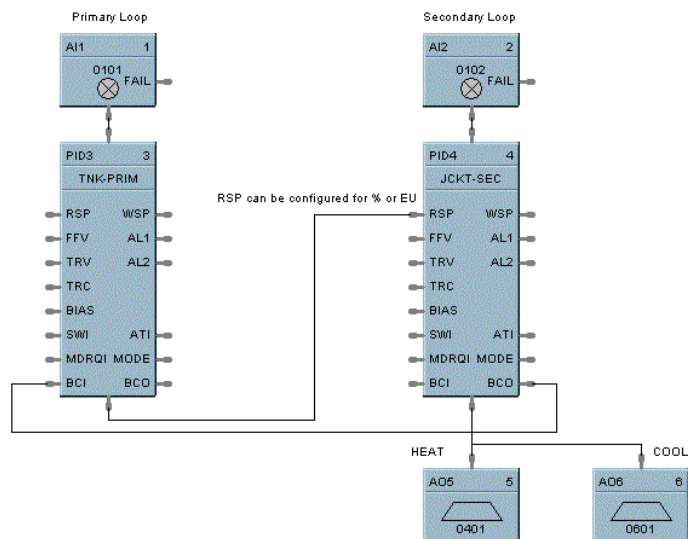 Primary Loop
Secondary Loop
AI1 1
0101
FAIL
AI2 2
0102
FAIL
PID3 3
TNK-PRIM
RSP WSP
FFV AL1
TRV AL2
TRC
BIAS
SWI ATI
MDRQI MODE
BCI BCO
RSP can be configured for % or EU
PID4 4
JCKT-SEC
RSP WSP
FFV AL1
TRV AL2
TRC
BIAS
SWI ATI
MDRQI MODE
BCI BCO
HEAT
COOL
AO5 5
0401
AO6 6
0601